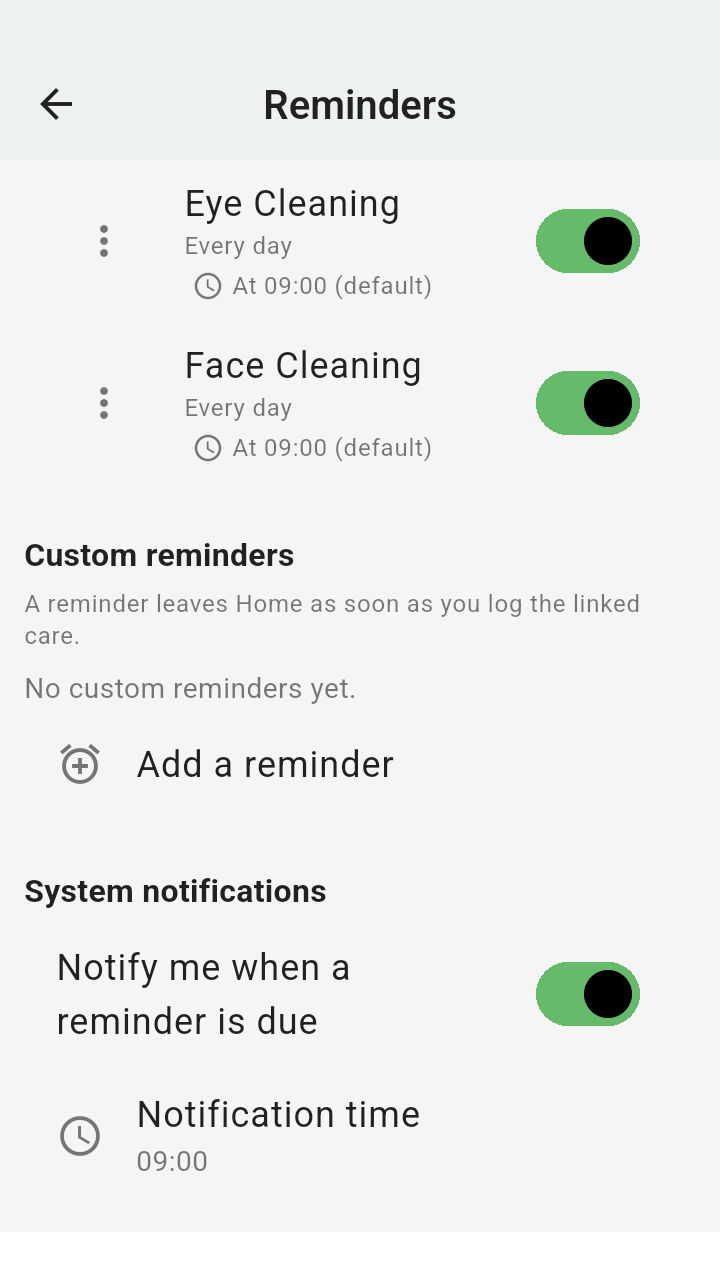 Reminders
Eye Cleaning
Every day
At 09:00 (default)
Face Cleaning
Every day
At 09:00 (default)
Custom reminders
A reminder leaves Home as soon as you log the linked
care.
No custom reminders yet.
Add a reminder
System notifications
Notify me when a
reminder is due
Notification time
09:00